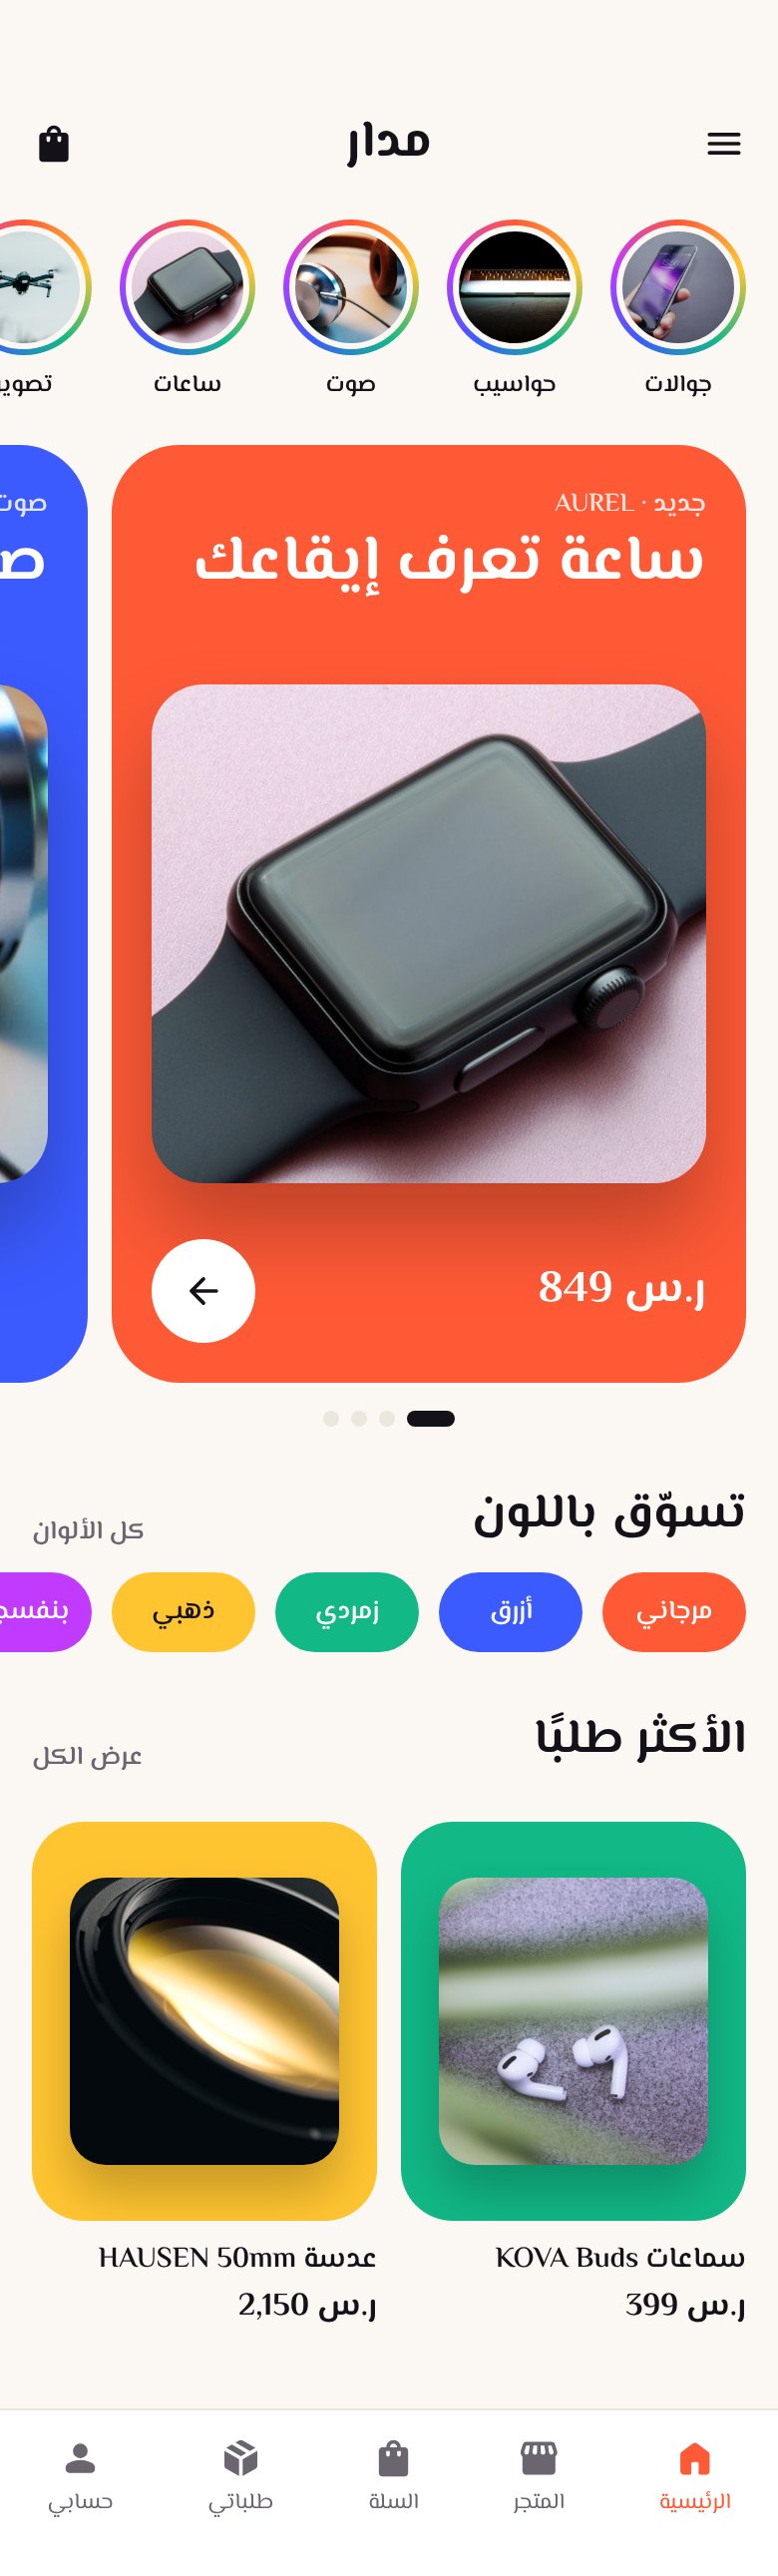 مدار
جوالات
حواسيب
صوت
ساعات
جديد · AUREL
ساعة تعرف إيقاعك
ر.س 849
صوت
تسوّق باللون
كل الألوان
مرجاني
أزرق
زمردي
ذهبي
الأكثر طلبًا
عرض الكل
سماعات KOVA Buds
ر.س 399
عدسة HAUSEN 50mm
ر.س 2,150
الرئيسية
المتجر
السلة
طلباتي
حسابي